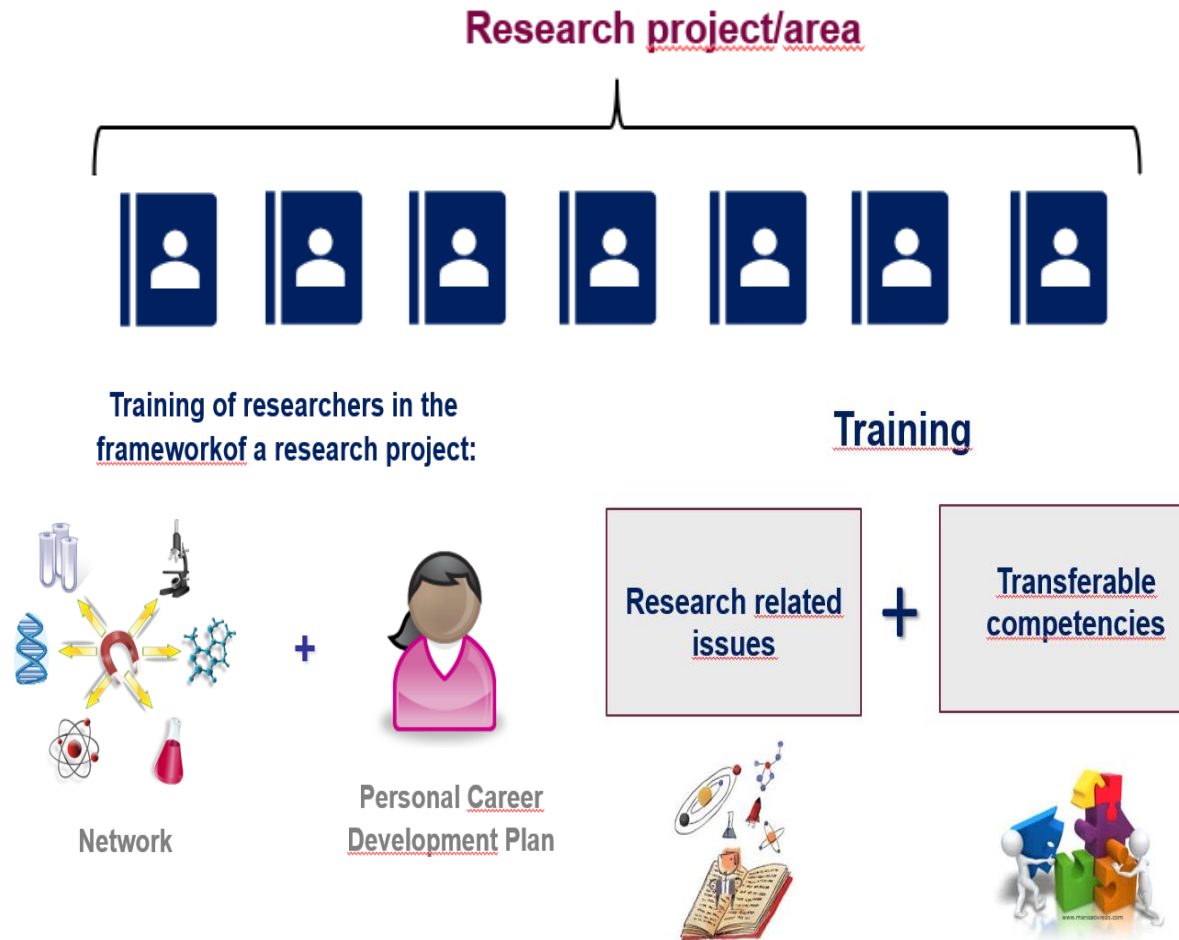 Research project/area
Training of researchers in the
frameworkof a research project:
Training
Research related
issues
+
Transferable
competencies
+
Network
Personal Career
Development Plan